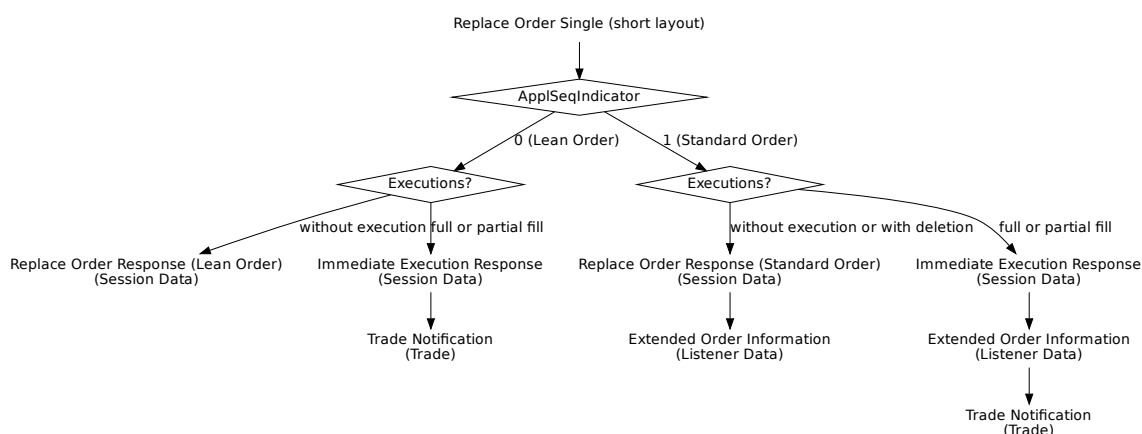 Replace Order Single (short layout)
ApplSeqIndicator
0 (Lean Order)
1 (Standard Order)
Executions?
Executions?
without execution
full or partial fill
without execution or with deletion
full or partial fill
Replace Order Response (Lean Order)
(Session Data)
Immediate Execution Response
(Session Data)
Replace Order Response (Standard Order)
(Session Data)
Immediate Execution Response
(Session Data)
Trade Notification
(Trade)
Extended Order Information
(Listener Data)
Extended Order Information
(Listener Data)
Trade Notification
(Trade)